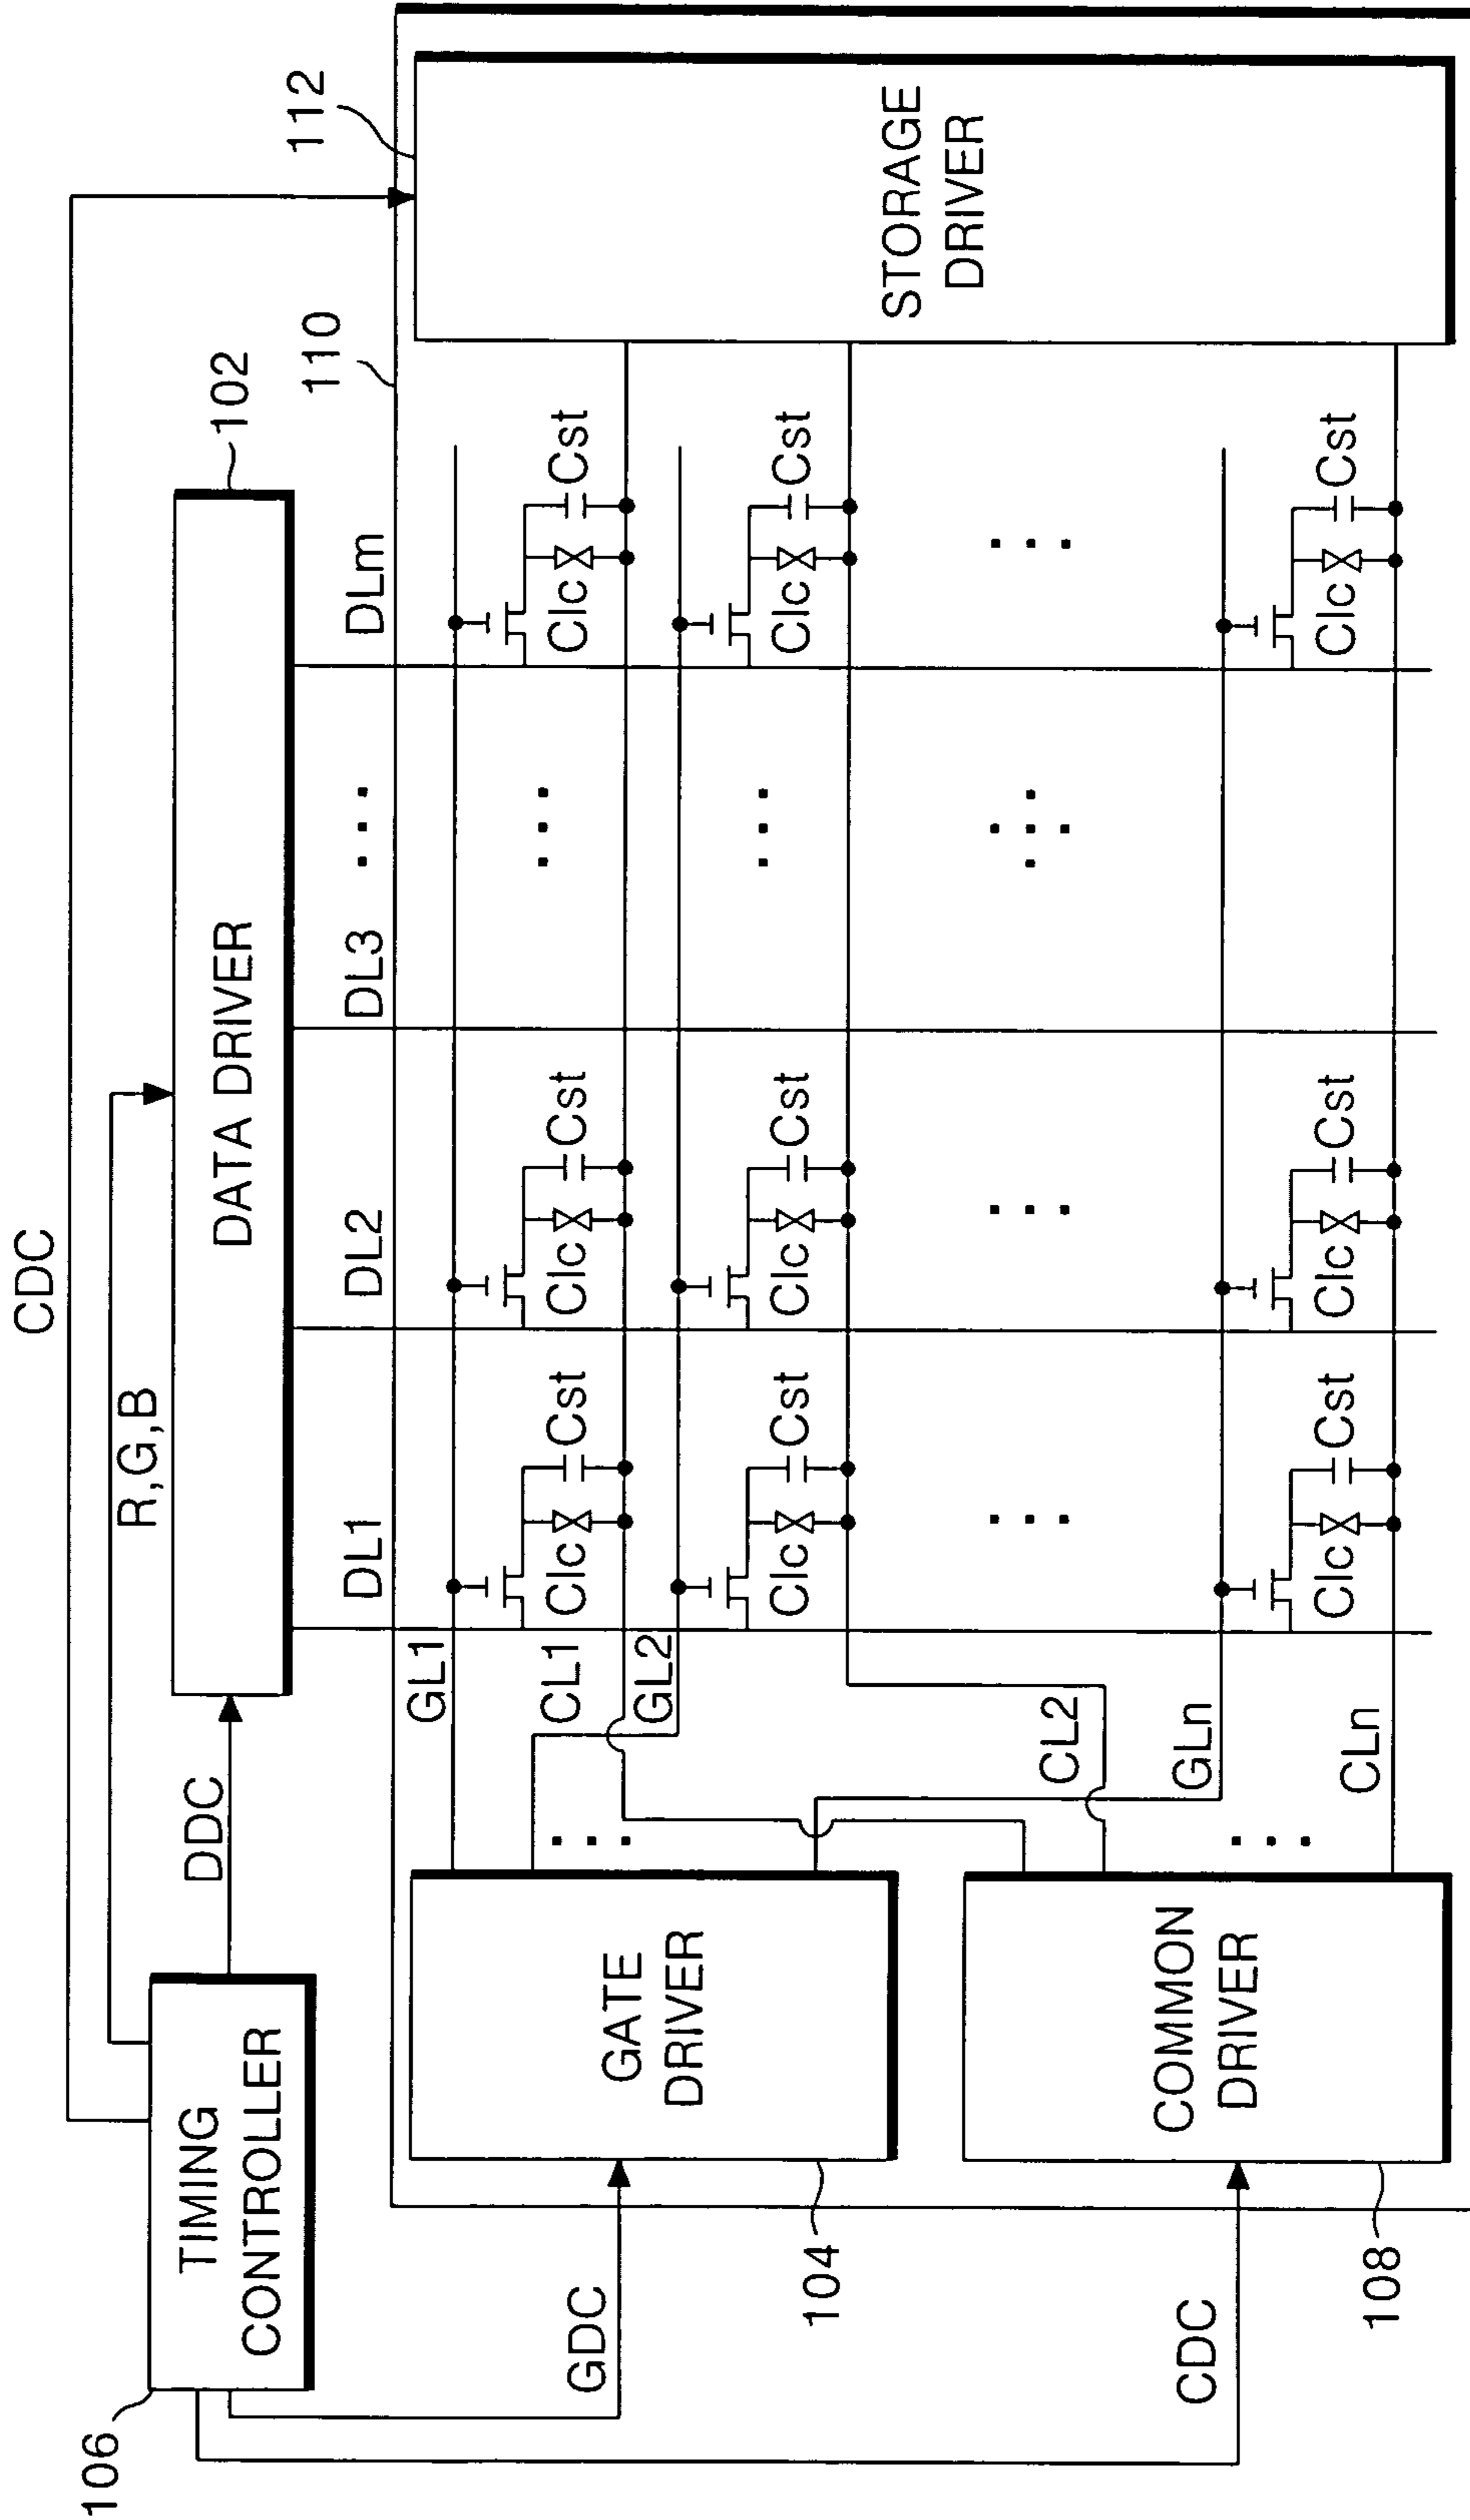 CDC
R,G,B
106
TIMING
CONTROLLER
DDC
DATA DRIVER
102
110
112
DL1
DL2
DL3
DLm
GL1
CL1
GL2
CL2
GLn
CLn
Clc
Cst
Clc
Cst
Clc
Cst
Clc
Cst
Clc
Cst
Clc
Cst
Clc
Cst
Clc
Cst
Clc
Cst
STORAGE
DRIVER
GDC
GATE
DRIVER
104
CDC
COMMON
DRIVER
108